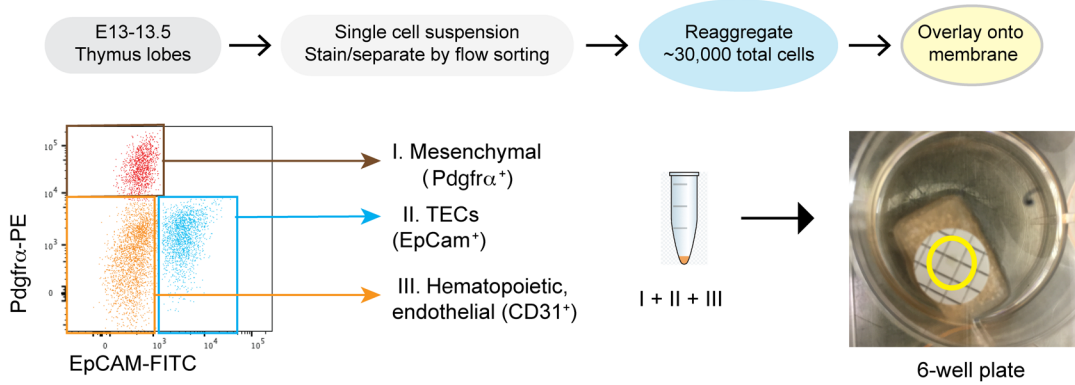 E13-13.5
Thymus lobes
Single cell suspension
Stain/separate by flow sorting
Reaggregate
~30,000 total cells
Overlay onto
membrane
Pdgfrα-PE
10⁵
10⁴
10³
0
0
10³
10⁴
10⁵
EpCAM-FITC
I. Mesenchymal
(Pdgfrα⁺)
II. TECs
(EpCam⁺)
III. Hematopoietic,
endothelial (CD31⁺)
I + II + III
6-well plate